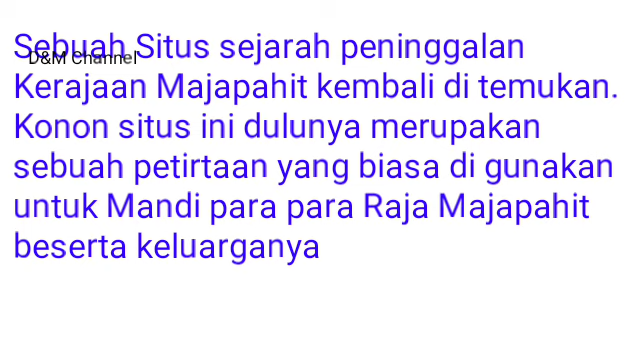 Sebuah Situs sejarah peninggalan
D&M Channel
Kerajaan Majapahit kembali di temukan.
Konon situs ini dulunya merupakan
sebuah petirtaan yang biasa di gunakan
untuk Mandi para para Raja Majapahit
beserta keluarganya